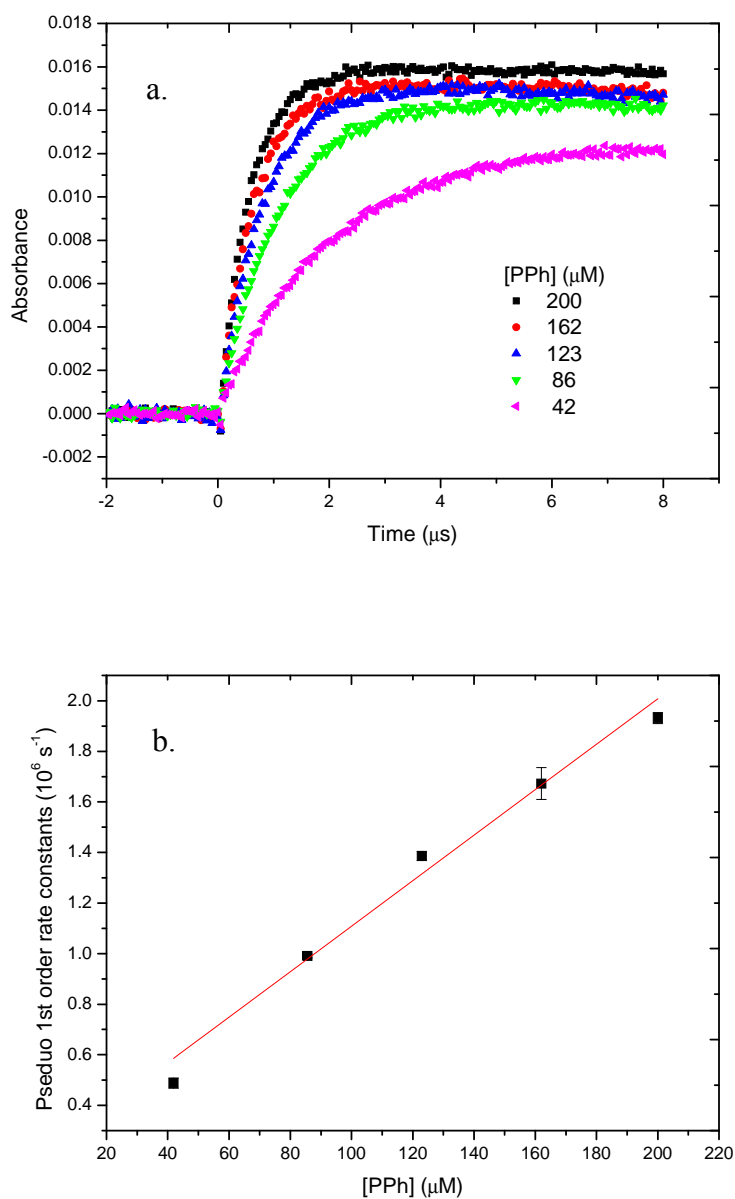 a.
0.018
0.016
0.014
0.012
0.010
0.008
0.006
0.004
0.002
0.000
-0.002
Absorbance
[PPh] (μM)
200
162
123
86
42
-2 0 2 4 6 8
Time (μs)
b.
2.0
1.8
1.6
1.4
1.2
1.0
0.8
0.6
0.4
Pseduo 1st order rate constants (10⁶ s⁻¹)
20 40 60 80 100 120 140 160 180 200 220
[PPh] (μM)